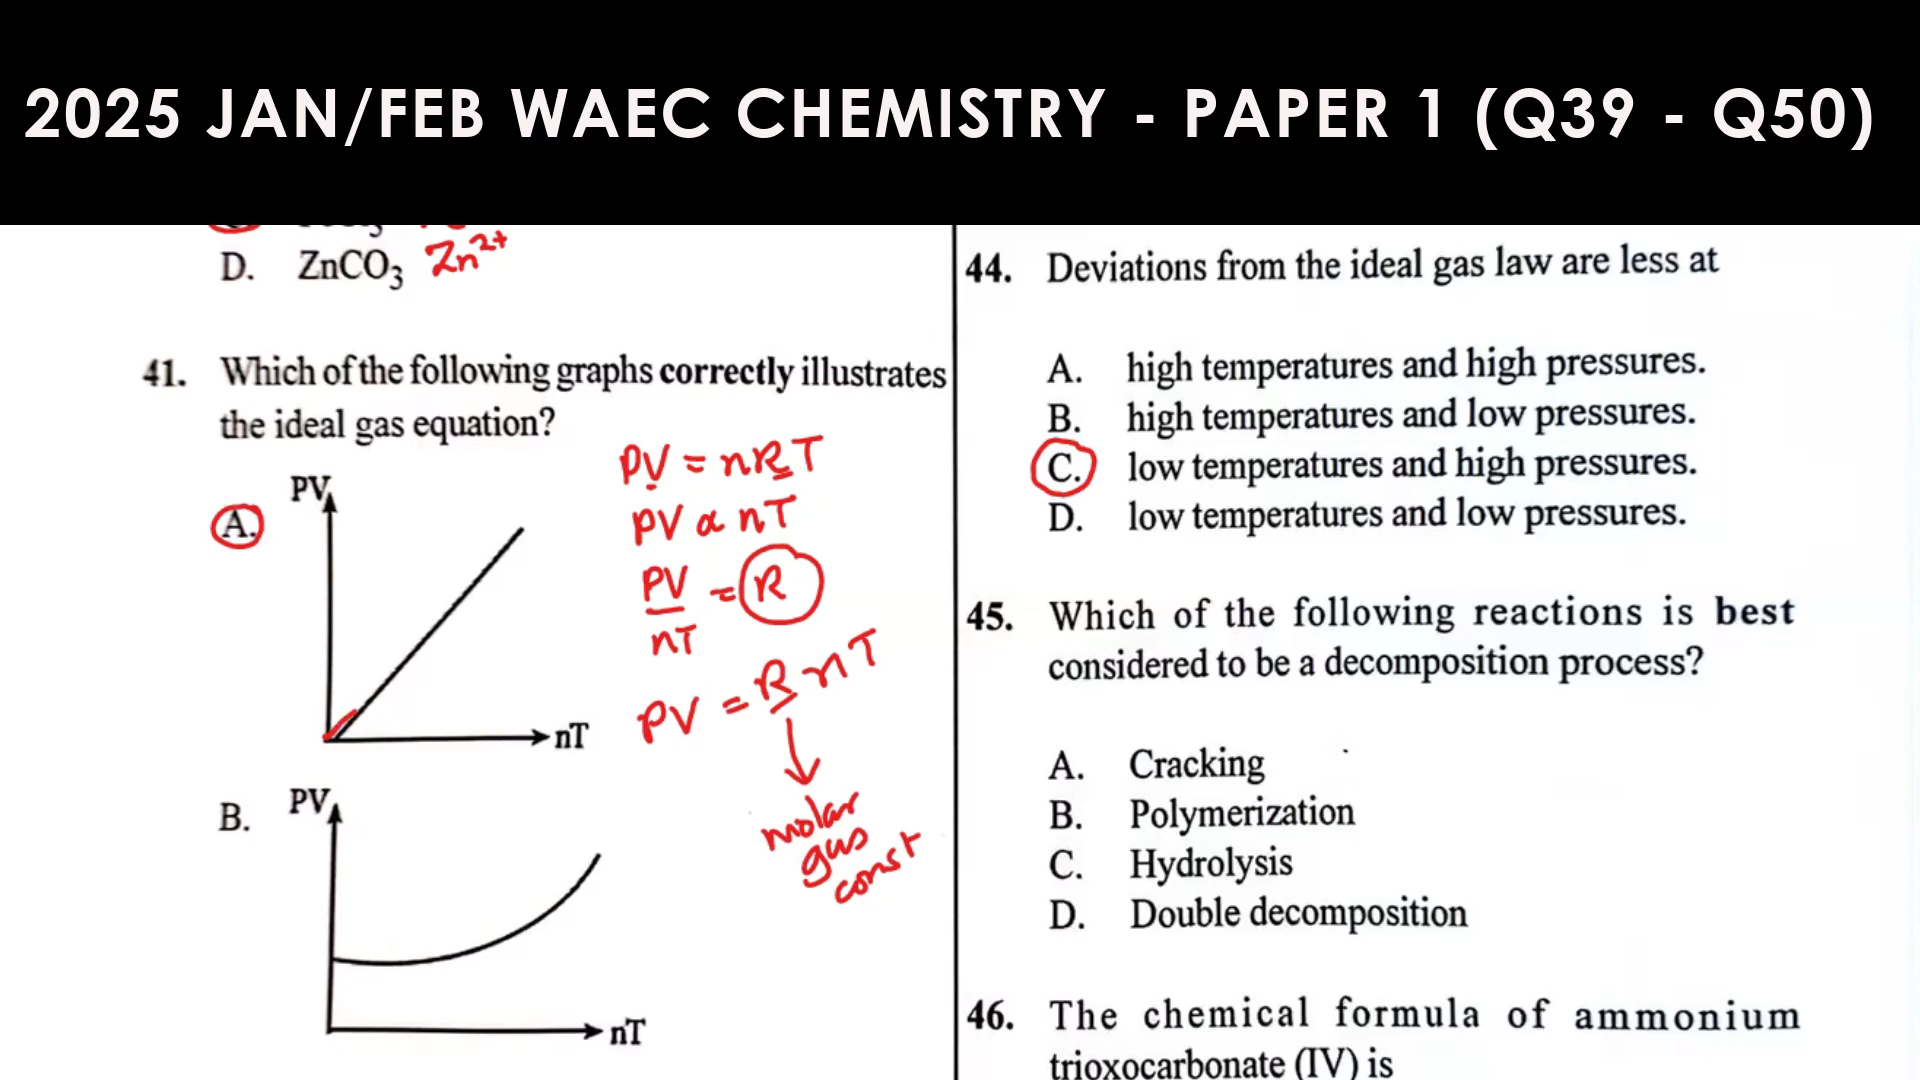 2025 JAN/FEB WAEC CHEMISTRY - PAPER 1 (Q39 - Q50)
D. ZnCO3 Zn2+
41. Which of the following graphs correctly illustrates
the ideal gas equation?
A.
PV
nT
B.
PV
nT
PV = nRT
PV α nT
PV
nT
= R
PV = R nT
molar
gas
const
44. Deviations from the ideal gas law are less at
A. high temperatures and high pressures.
B. high temperatures and low pressures.
C. low temperatures and high pressures.
D. low temperatures and low pressures.
45. Which of the following reactions is best
considered to be a decomposition process?
A. Cracking
B. Polymerization
C. Hydrolysis
D. Double decomposition
46. The chemical formula of ammonium
trioxocarbonate (IV) is